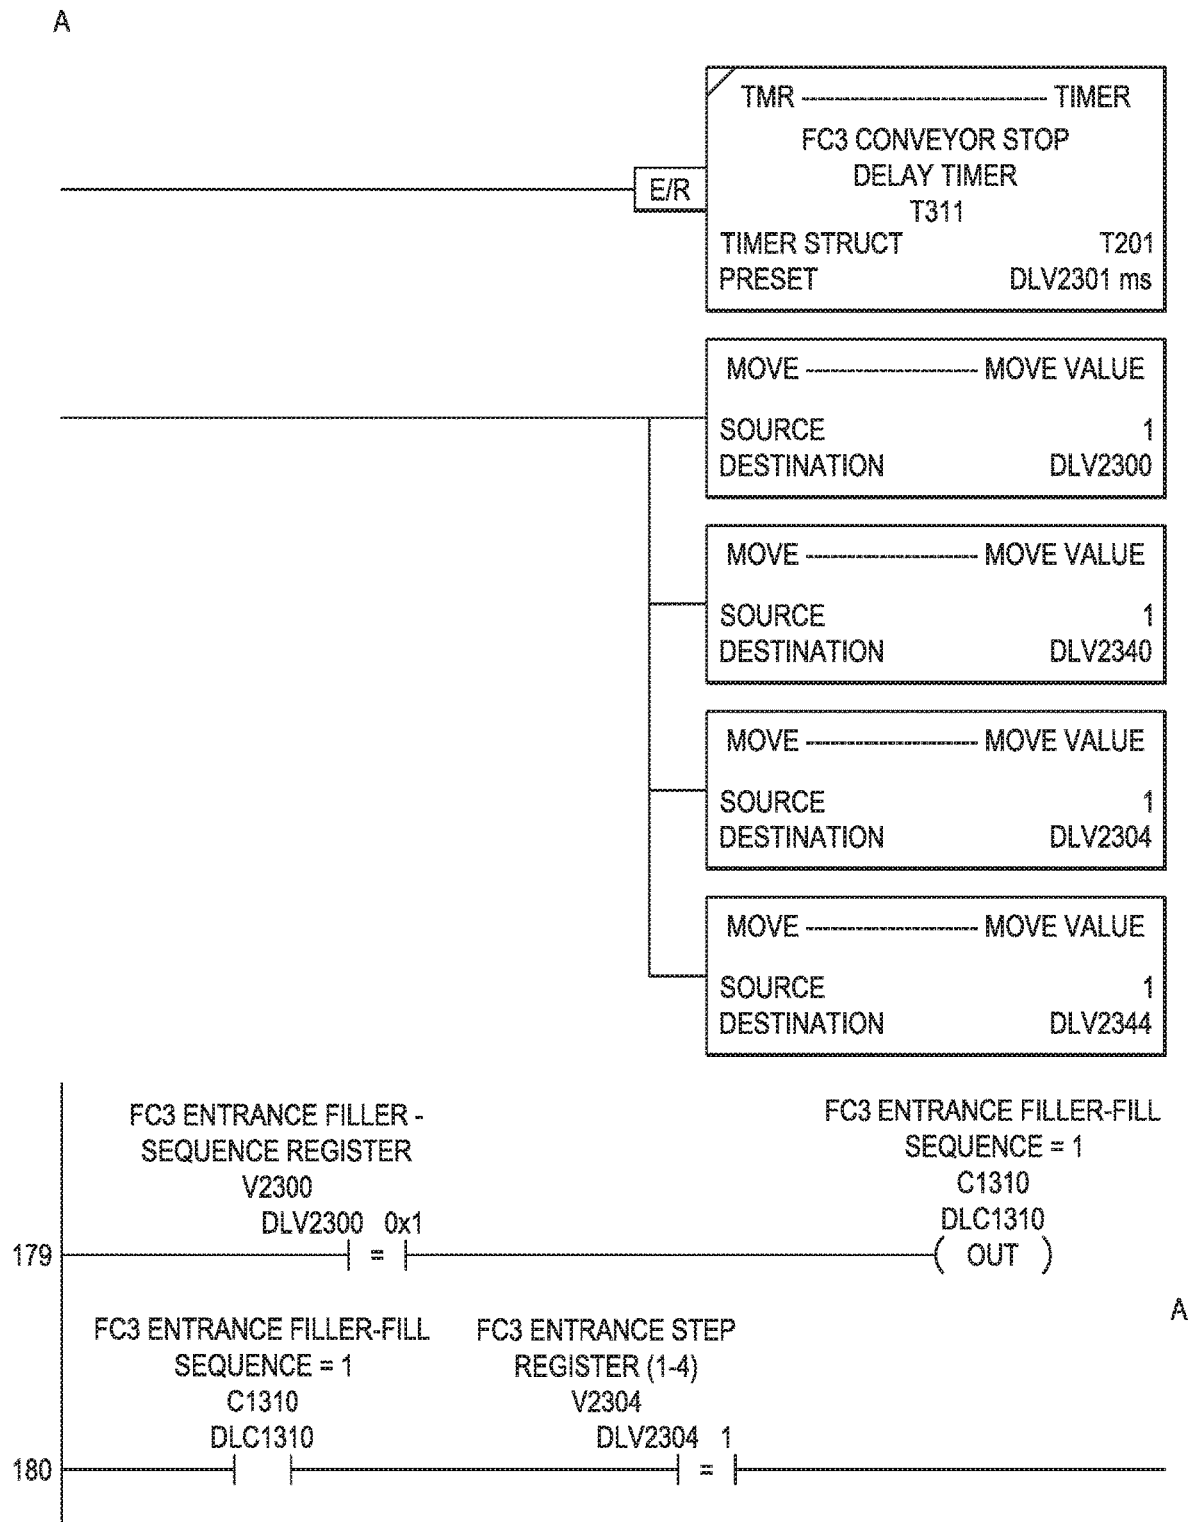 A
TMR TIMER
FC3 CONVEYOR STOP
DELAY TIMER
E/R
T311
TIMER STRUCT T201
PRESET DLV2301 ms
MOVE MOVE VALUE
SOURCE 1
DESTINATION DLV2300
MOVE MOVE VALUE
SOURCE 1
DESTINATION DLV2340
MOVE MOVE VALUE
SOURCE 1
DESTINATION DLV2304
MOVE MOVE VALUE
SOURCE 1
DESTINATION DLV2344
FC3 ENTRANCE FILLER -
SEQUENCE REGISTER
V2300
DLV2300 0x1
FC3 ENTRANCE FILLER-FILL
SEQUENCE = 1
C1310
DLC1310
179 = ( OUT )
A
FC3 ENTRANCE FILLER-FILL
SEQUENCE = 1
C1310
DLC1310
FC3 ENTRANCE STEP
REGISTER (1-4)
V2304
DLV2304 1
180 =